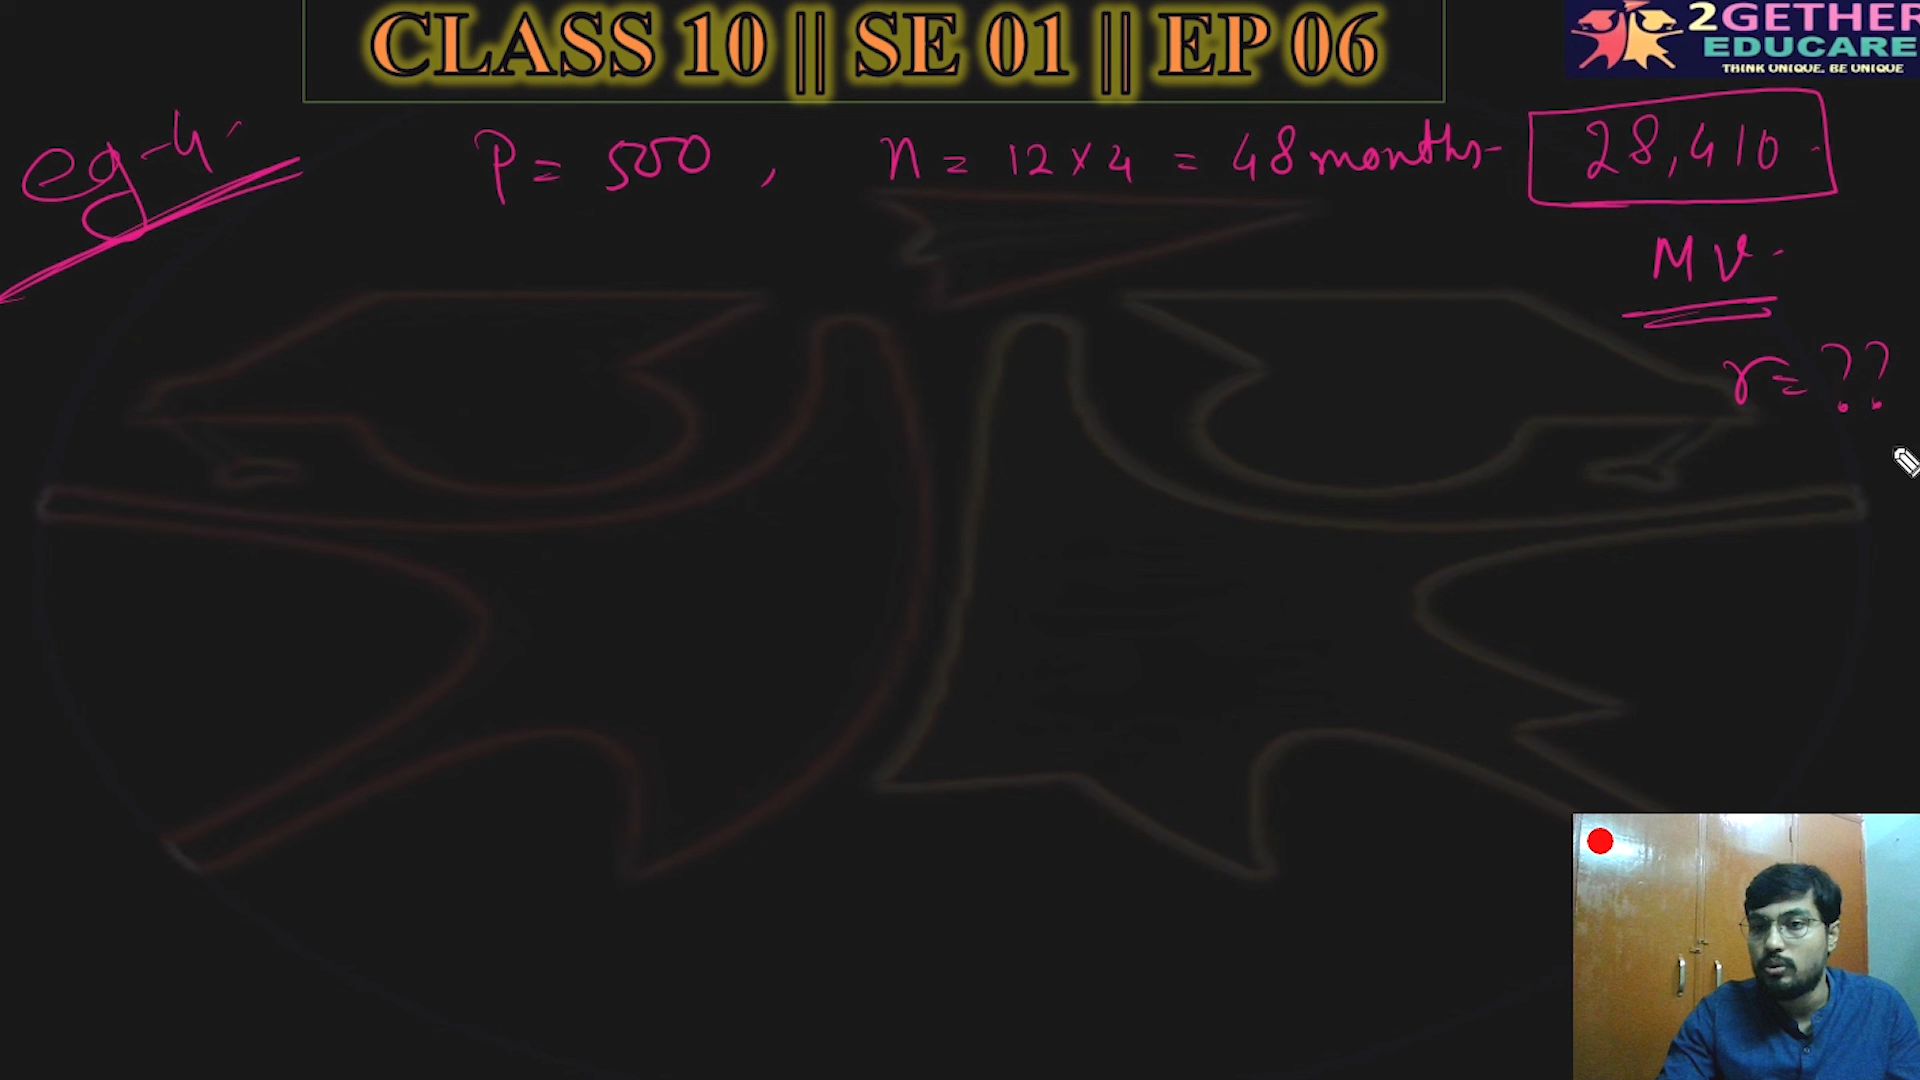 CLASS 10 || SE 01 || EP 06
2GETHER
EDUCARE
THINK UNIQUE. BE UNIQUE
eg-4.
P = 500, n = 12 × 4 = 48 months- 28,410.
MV.
r = ??